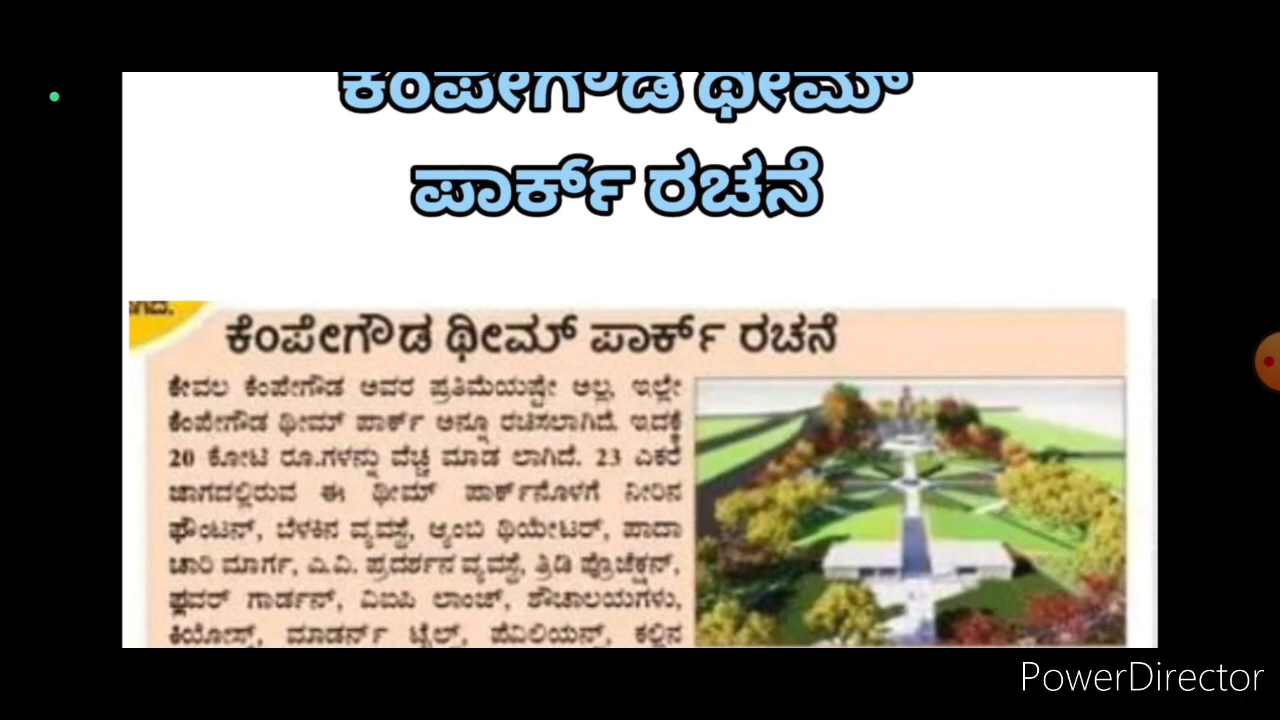 ಕೆಂಪೇಗೌಡ ಥೀಮ್
ಪಾರ್ಕ್ ರಚನೆ
ಕೆಂಪೇಗೌಡ ಥೀಮ್ ಪಾರ್ಕ್ ರಚನೆ
ಕೇವಲ ಕೆಂಪೇಗೌಡ ಅವರ ಪ್ರತಿಮೆಯಷ್ಟೇ ಅಲ್ಲ, ಇಲ್ಲೇ
ಕೆಂಪೇಗೌಡ ಥೀಮ್ ಪಾರ್ಕ್ ಅನ್ನೂ ರಚಿಸಲಾಗಿದೆ. ಇದಕ್ಕೆ
20 ಕೋಟಿ ರೂ.ಗಳನ್ನು ವೆಚ್ಚ ಮಾಡ ಲಾಗಿದೆ. 23 ಎಕರೆ
ಜಾಗದಲ್ಲಿರುವ ಈ ಥೀಮ್ ಪಾರ್ಕ್‌ನೊಳಗೆ ನೀರಿನ
ಫೌಂಟನ್, ಬೆಳಕಿನ ವ್ಯವಸ್ಥೆ, ಆ್ಯಂಬಿ ಥಿಯೇಟರ್, ಪಾದಾ
ಚಾರಿ ಮಾರ್ಗ, ಎ.ವಿ. ಪ್ರದರ್ಶನ ವ್ಯವಸ್ಥೆ, ತ್ರಿಡಿ ಪ್ರೊಜೆಕ್ಷನ್,
ಫ್ಲವರ್ ಗಾರ್ಡನ್, ವಿಐಪಿ ಲಾಂಜ್, ಶೌಚಾಲಯಗಳು,
ಕಿಯೋಸ್ಕ್, ಮಾಡರ್ನ್ ಟೈಲ್ಸ್, ಪೆವಿಲಿಯನ್, ಕಲ್ಲಿನ
PowerDirector